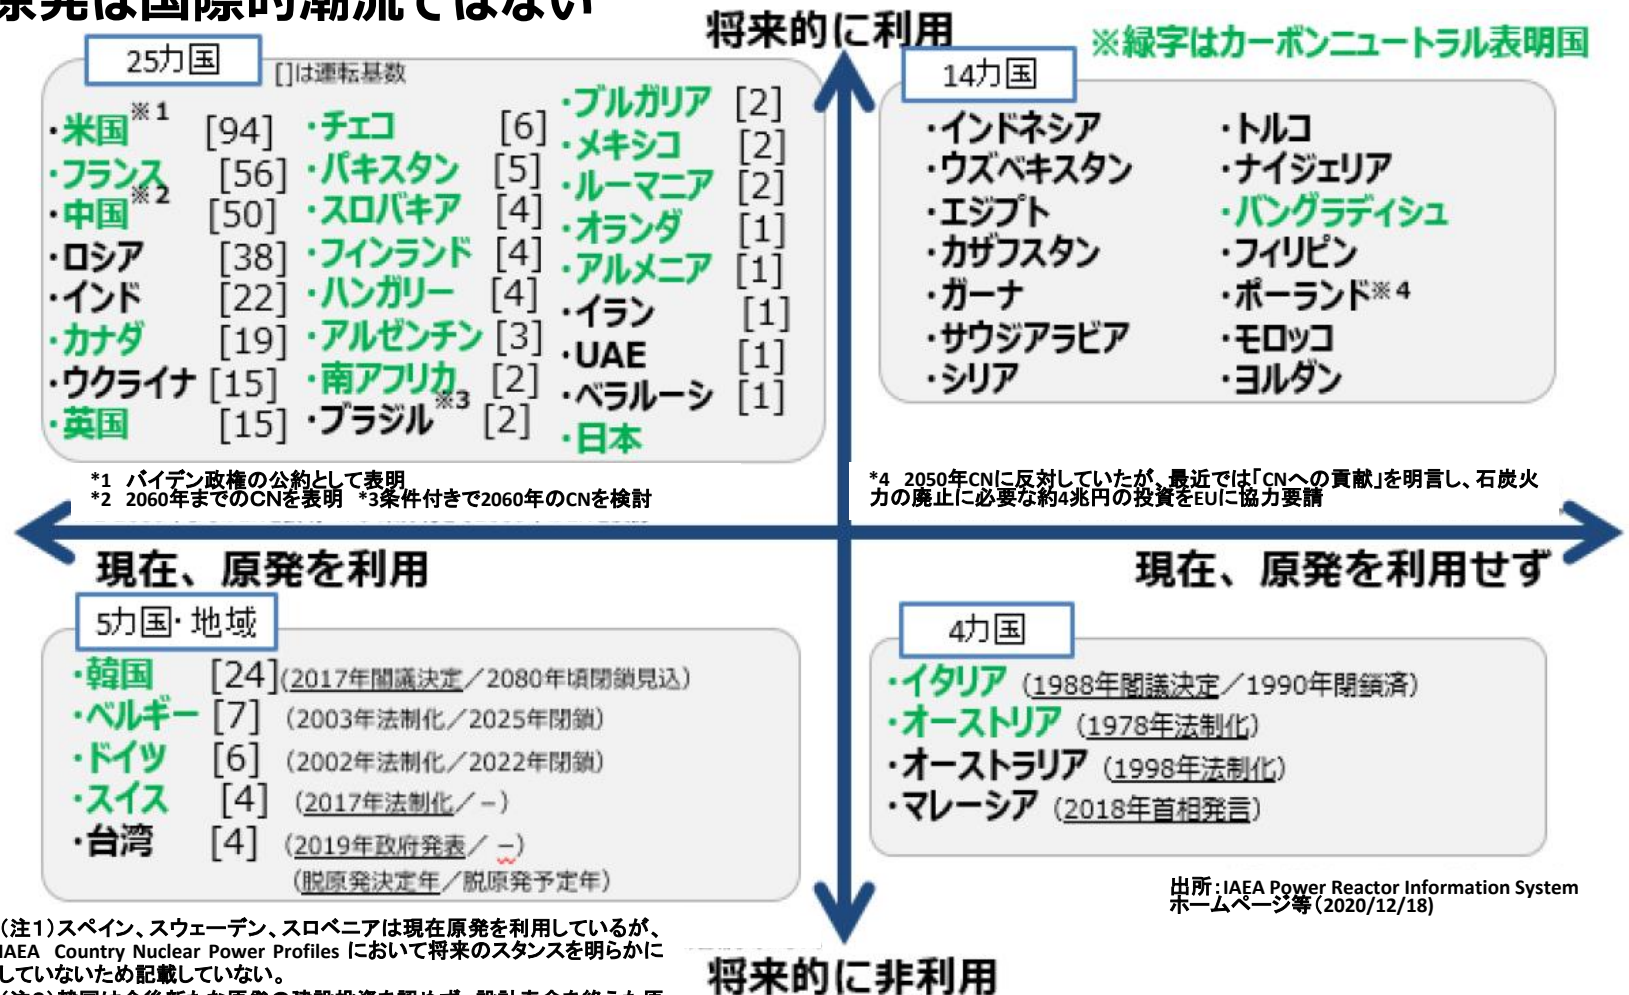 原発は国際的潮流ではない
将来的に利用
※緑字はカーボンニュートラル表明国
25カ国
[]は運転基数
・米国※1 [94]
・フランス [56]
・中国※2 [50]
・ロシア [38]
・インド [22]
・カナダ [19]
・ウクライナ [15]
・英国 [15]
・チェコ [6]
・パキスタン [5]
・スロバキア [4]
・フィンランド [4]
・ハンガリー [4]
・アルゼンチン [3]
・南アフリカ [2]
・ブラジル※3 [2]
・ブルガリア [2]
・メキシコ [2]
・ルーマニア [2]
・オランダ [1]
・アルメニア [1]
・イラン [1]
・UAE [1]
・ベラルーシ [1]
・日本
*1 バイデン政権の公約として表明
*2 2060年までのCNを表明 *3条件付きで2060年のCNを検討
14カ国
・インドネシア
・ウズベキスタン
・エジプト
・カザフスタン
・ガーナ
・サウジアラビア
・シリア
・トルコ
・ナイジェリア
・バングラディシュ
・フィリピン
・ポーランド※4
・モロッコ
・ヨルダン
*4 2050年CNに反対していたが、最近では「CNへの貢献」を明言し、石炭火
力の廃止に必要な約4兆円の投資をEUに協力要請
現在、原発を利用
現在、原発を利用せず
5カ国・地域
・韓国 [24](2017年閣議決定／2080年頃閉鎖見込)
・ベルギー [7] (2003年法制化／2025年閉鎖)
・ドイツ [6] (2002年法制化／2022年閉鎖)
・スイス [4] (2017年法制化／－)
・台湾 [4] (2019年政府発表／ －)
(脱原発決定年／脱原発予定年)
4カ国
・イタリア (1988年閣議決定／1990年閉鎖済)
・オーストリア (1978年法制化)
・オーストラリア (1998年法制化)
・マレーシア (2018年首相発言)
出所：IAEA Power Reactor Information System
ホームページ等（2020/12/18)
（注1）スペイン、スウェーデン、スロベニアは現在原発を利用しているが、
IAEA Country Nuclear Power Profiles において将来のスタンスを明らかに
していないため記載していない。
将来的に非利用